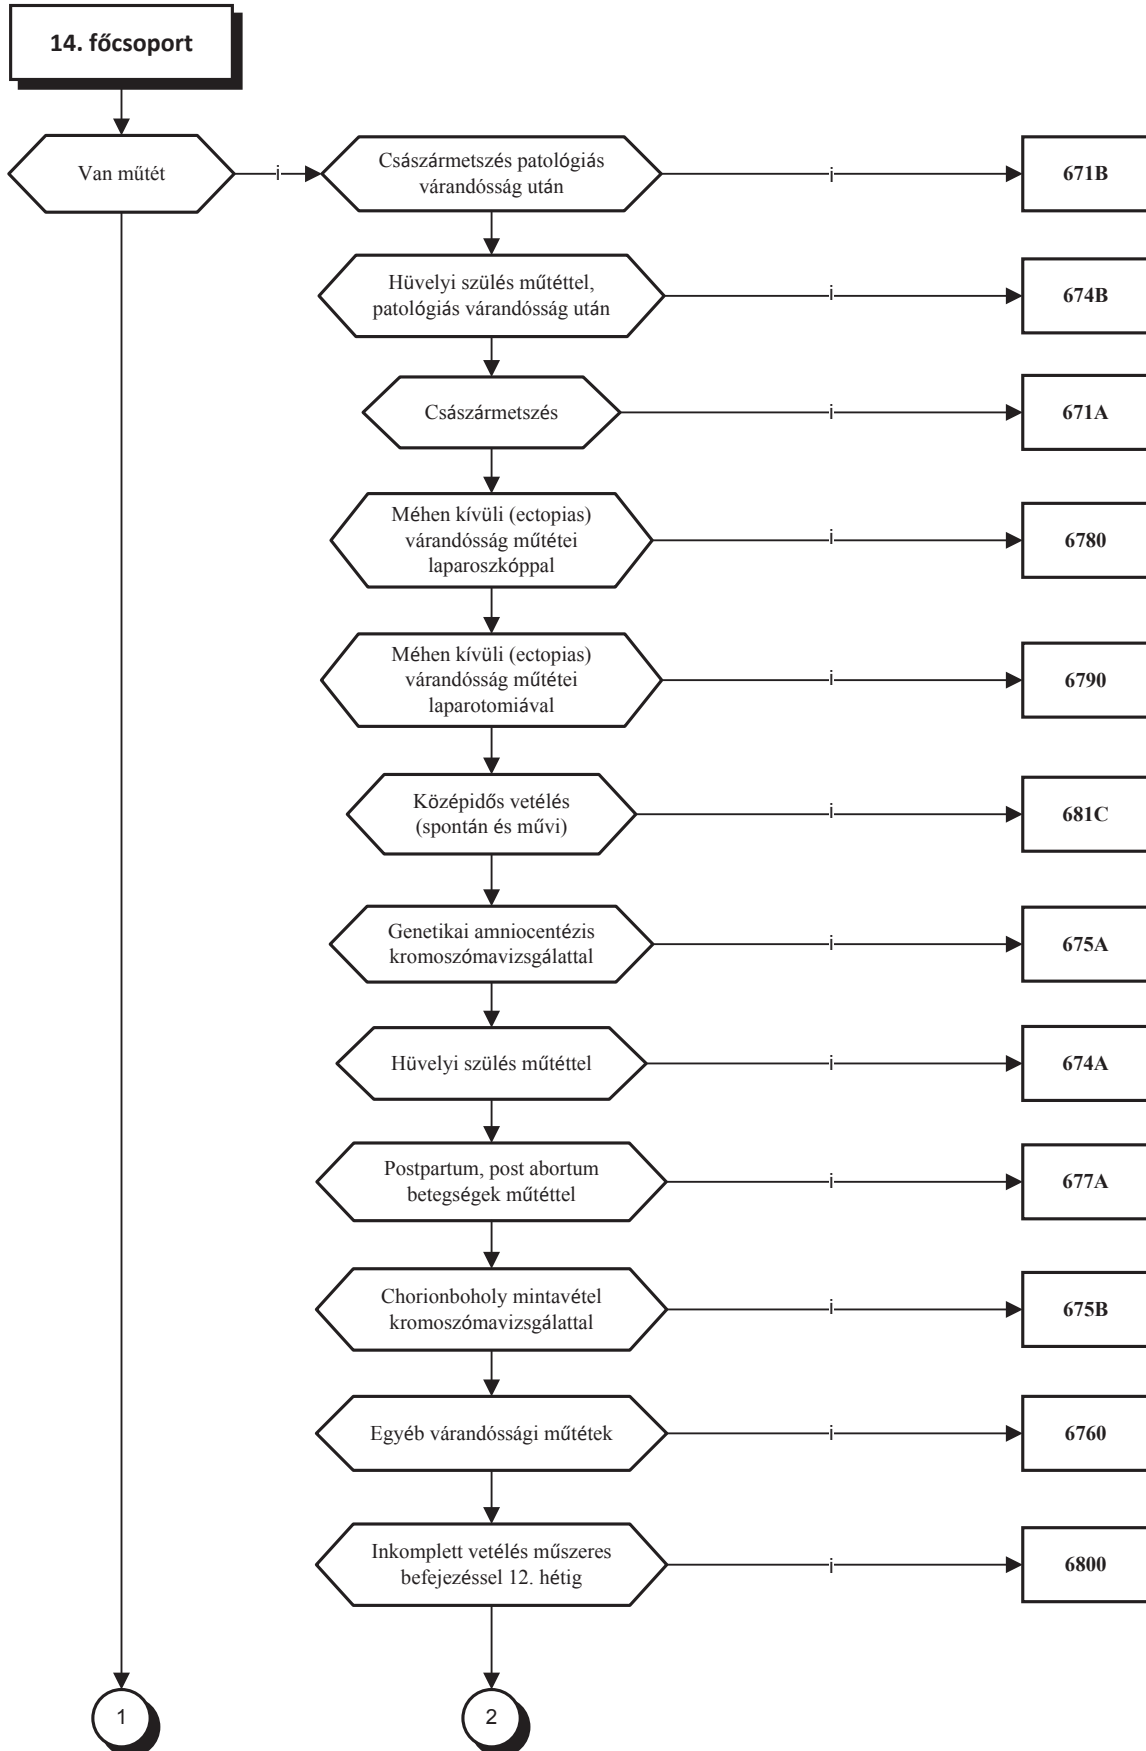 14. főcsoport
Van műtét
i
Császármetszés patológiás
várandósság után
i
671B
Hüvelyi szülés műtéttel,
patológiás várandósság után
i
674B
Császármetszés
i
671A
Méhen kívüli (ectopias)
várandósság műtétei
laparoszkóppal
i
6780
Méhen kívüli (ectopias)
várandósság műtétei
laparotomiával
i
6790
Középidős vetélés
(spontán és művi)
i
681C
Genetikai amniocentézis
kromoszómavizsgálattal
i
675A
Hüvelyi szülés műtéttel
i
674A
Postpartum, post abortum
betegségek műtéttel
i
677A
Chorionboholy mintavétel
kromoszómavizsgálattal
i
675B
Egyéb várandóssági műtétek
i
6760
Inkomplett vetélés műszeres
befejezéssel 12. hétig
i
6800
1
2